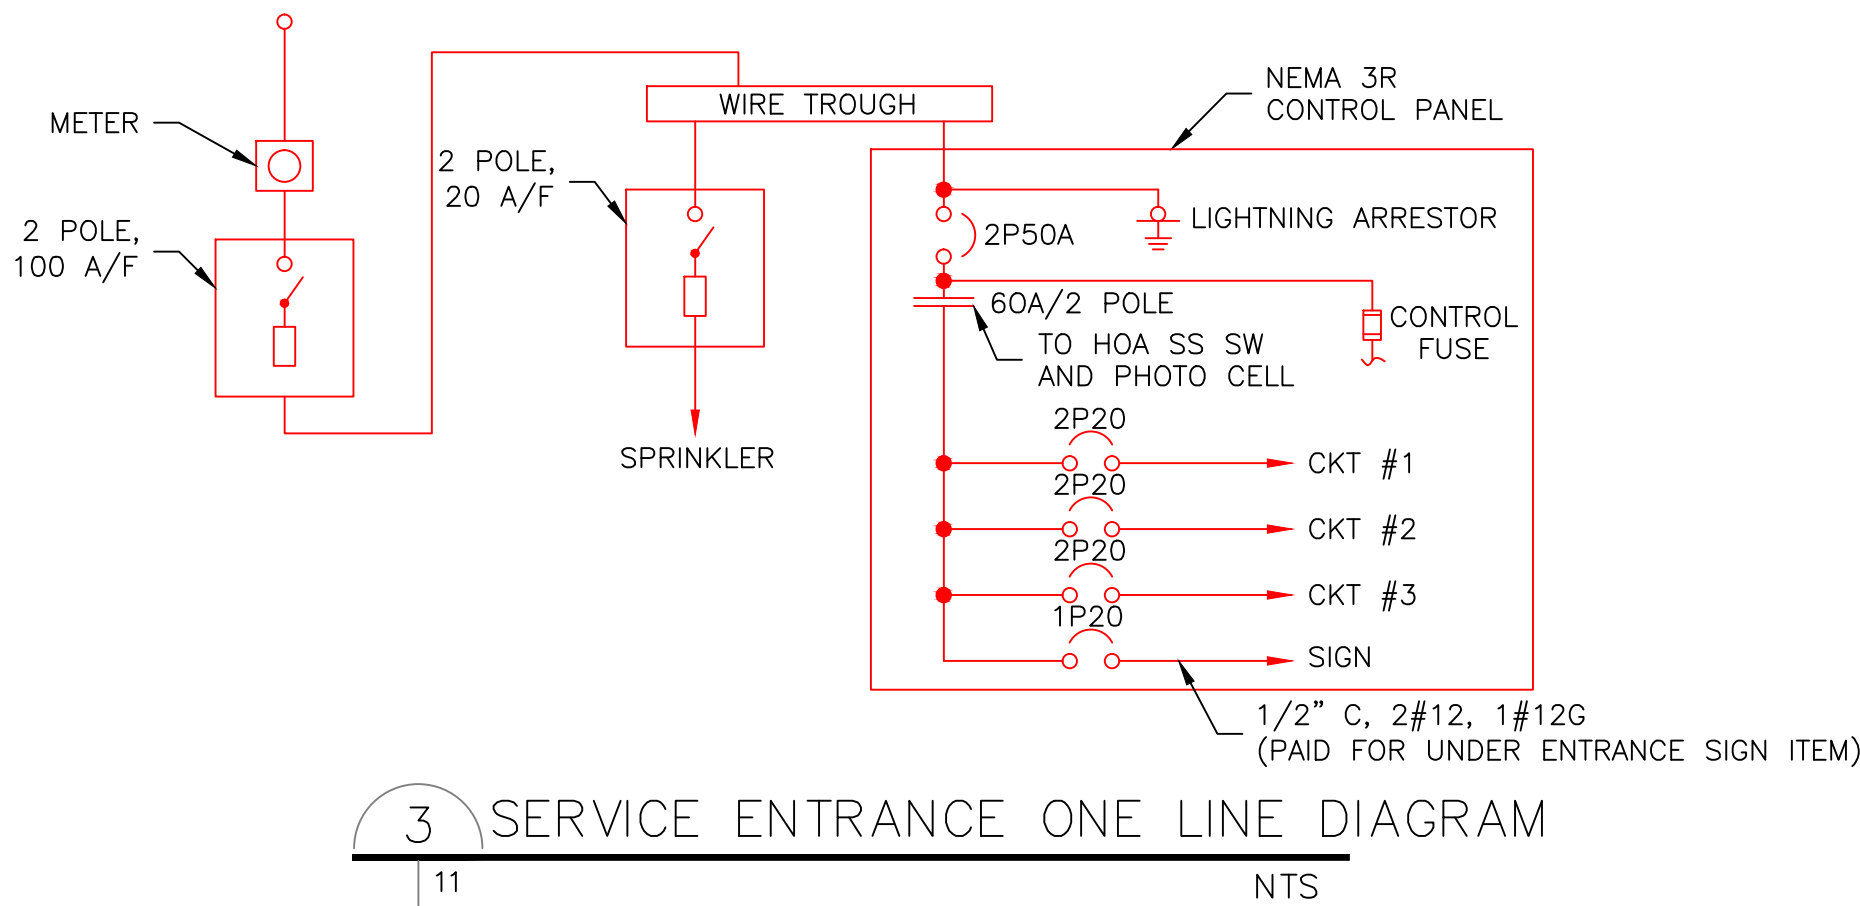 METER
2 POLE,
100 A/F
2 POLE,
20 A/F
WIRE TROUGH
SPRINKLER
NEMA 3R
CONTROL PANEL
LIGHTNING ARRESTOR
2P50A
60A/2 POLE
TO HOA SS SW
AND PHOTO CELL
CONTROL
FUSE
2P20
CKT #1
2P20
CKT #2
2P20
CKT #3
1P20
SIGN
1/2" C, 2#12, 1#12G
(PAID FOR UNDER ENTRANCE SIGN ITEM)
3 SERVICE ENTRANCE ONE LINE DIAGRAM
11
NTS